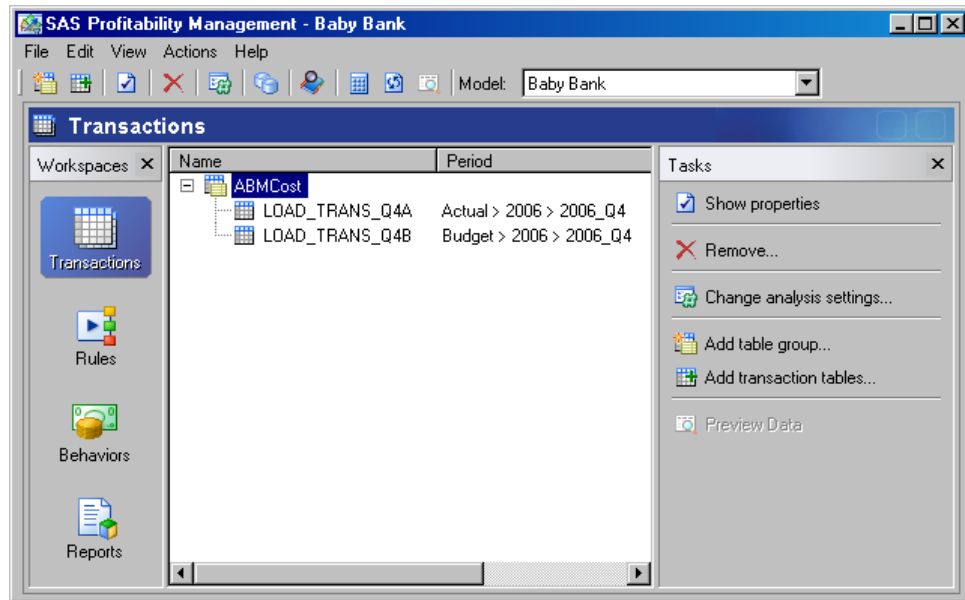 SAS Profitability Management - Baby Bank
File Edit View Actions Help
Model: Baby Bank
Transactions
Workspaces
Transactions
Rules
Behaviors
Reports
Name Period
ABMCost
LOAD_TRANS_Q4A Actual > 2006 > 2006_Q4
LOAD_TRANS_Q4B Budget > 2006 > 2006_Q4
Tasks
Show properties
Remove...
Change analysis settings...
Add table group...
Add transaction tables...
Preview Data